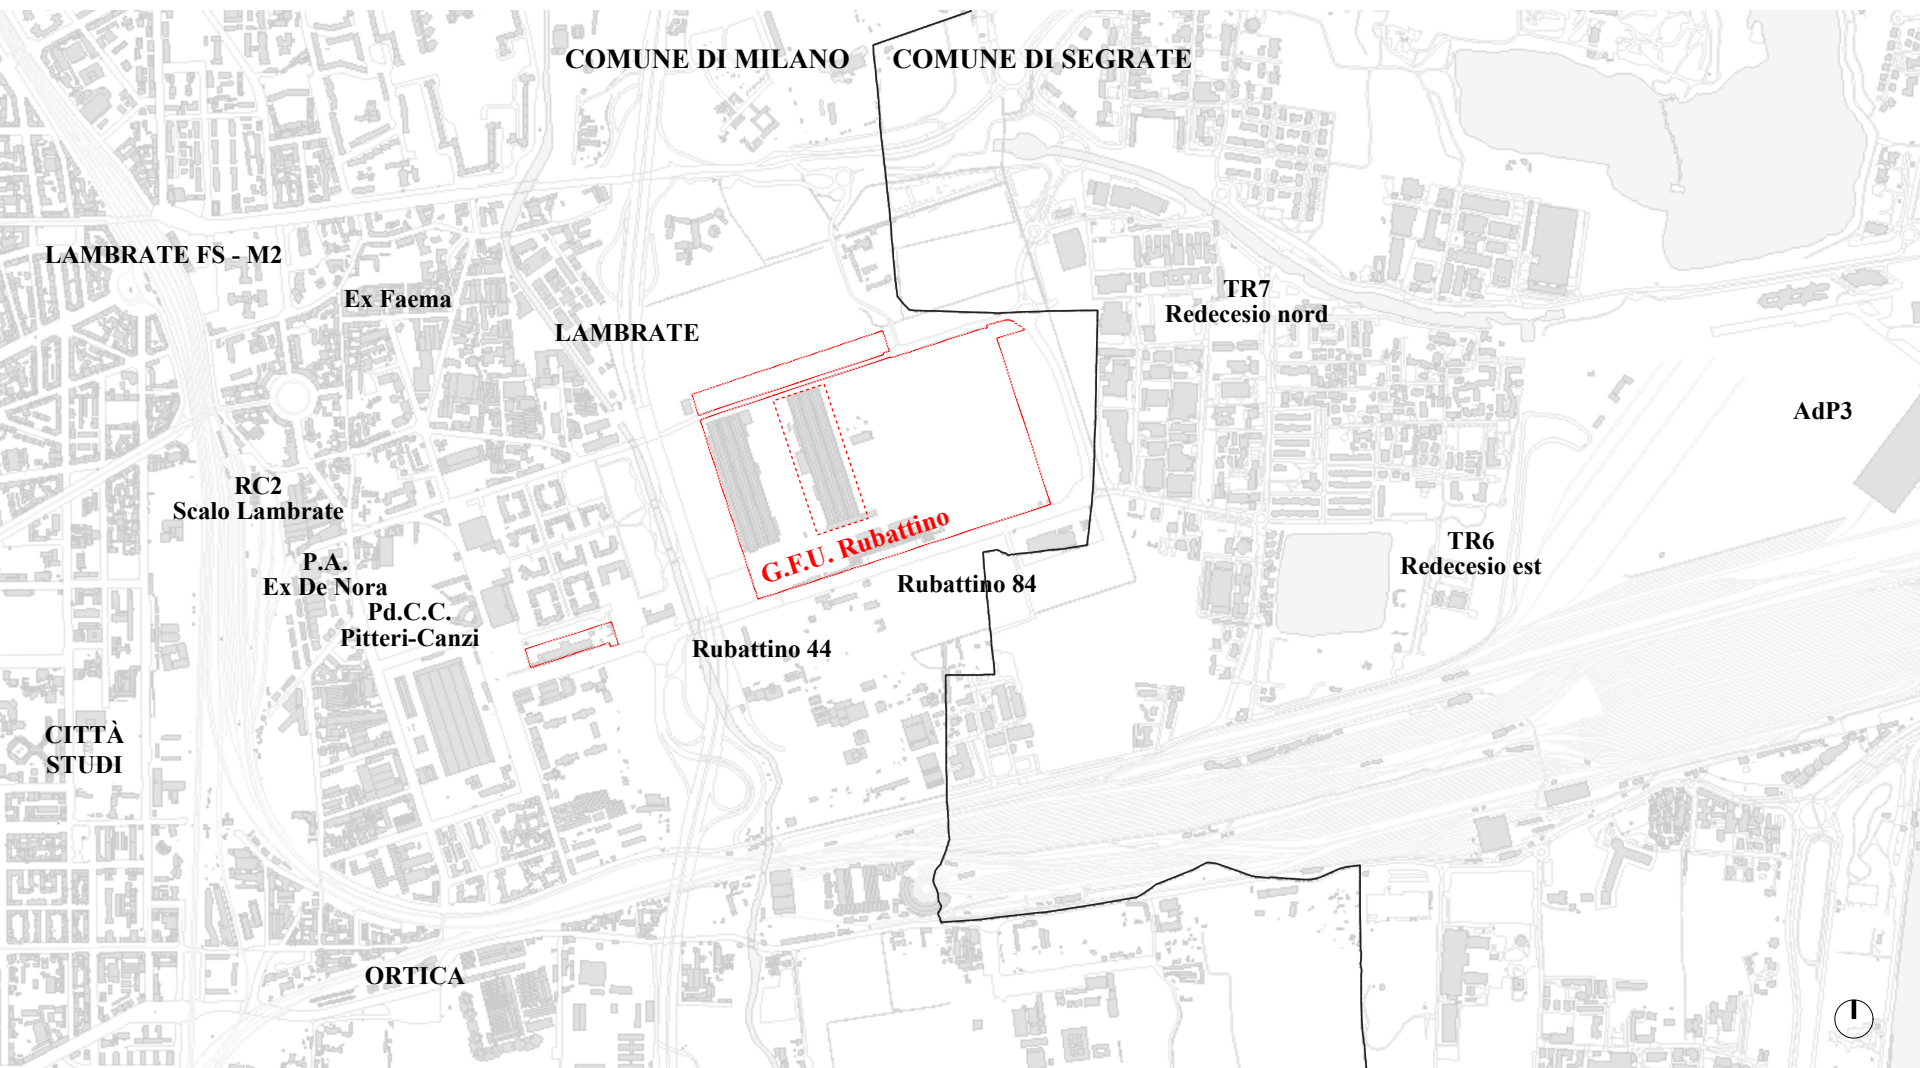 COMUNE DI MILANO
COMUNE DI SEGRATE
LAMBRATE FS - M2
Ex Faema
LAMBRATE
TR7
Redecesio nord
AdP3
RC2
Scalo Lambrate
G.F.U. Rubattino
P.A.
Ex De Nora
Pd.C.C.
Pitteri-Canzi
TR6
Redecesio est
Rubattino 84
Rubattino 44
CITTÀ
STUDI
ORTICA